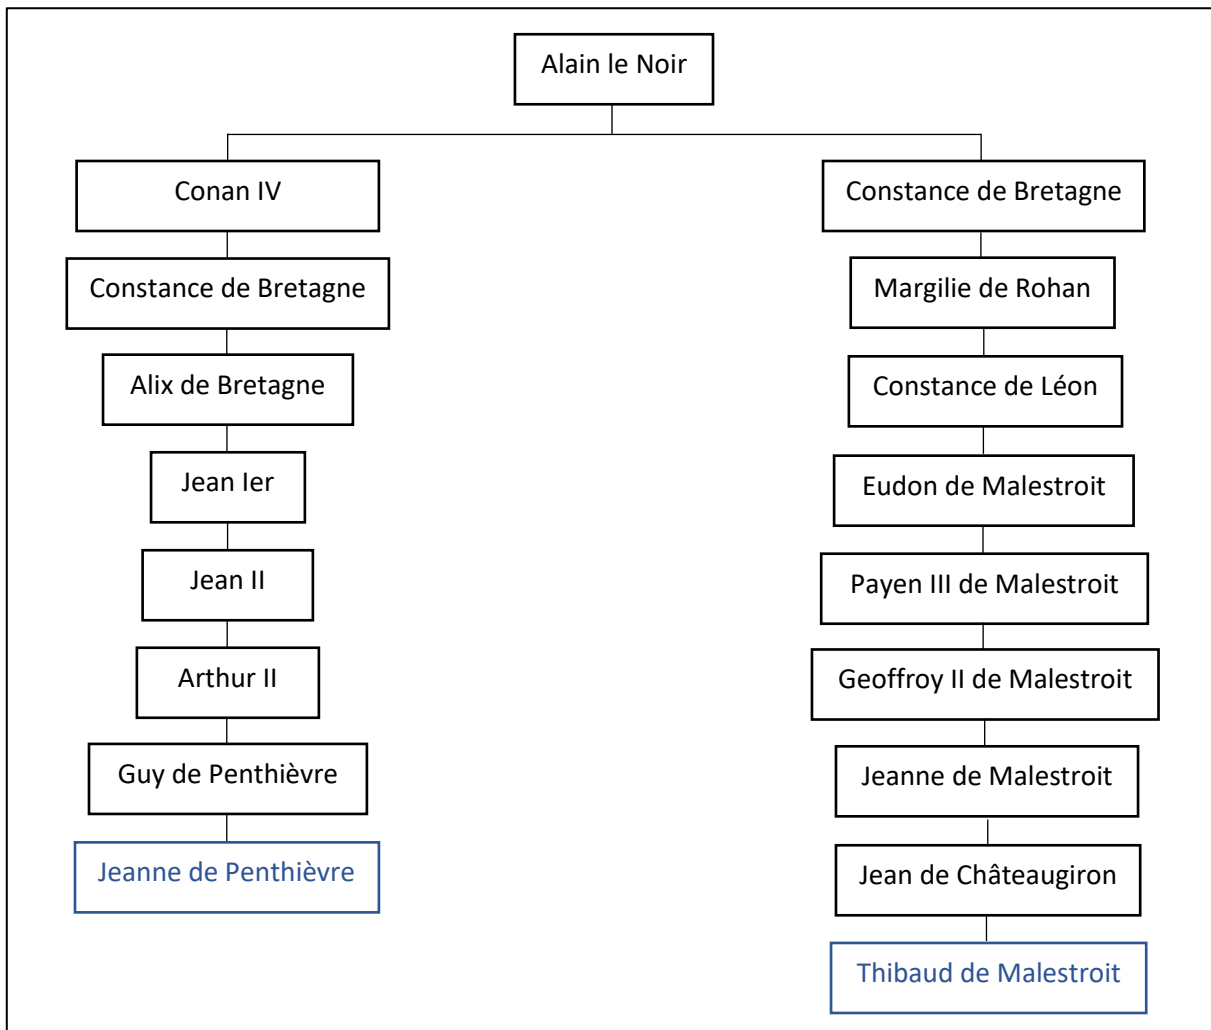 Alain le Noir
Conan IV
Constance de Bretagne
Constance de Bretagne
Margilie de Rohan
Alix de Bretagne
Constance de Léon
Jean Ier
Eudon de Malestroit
Jean II
Payen III de Malestroit
Arthur II
Geoffroy II de Malestroit
Guy de Penthièvre
Jeanne de Malestroit
Jeanne de Penthièvre
Jean de Châteaugiron
Thibaud de Malestroit